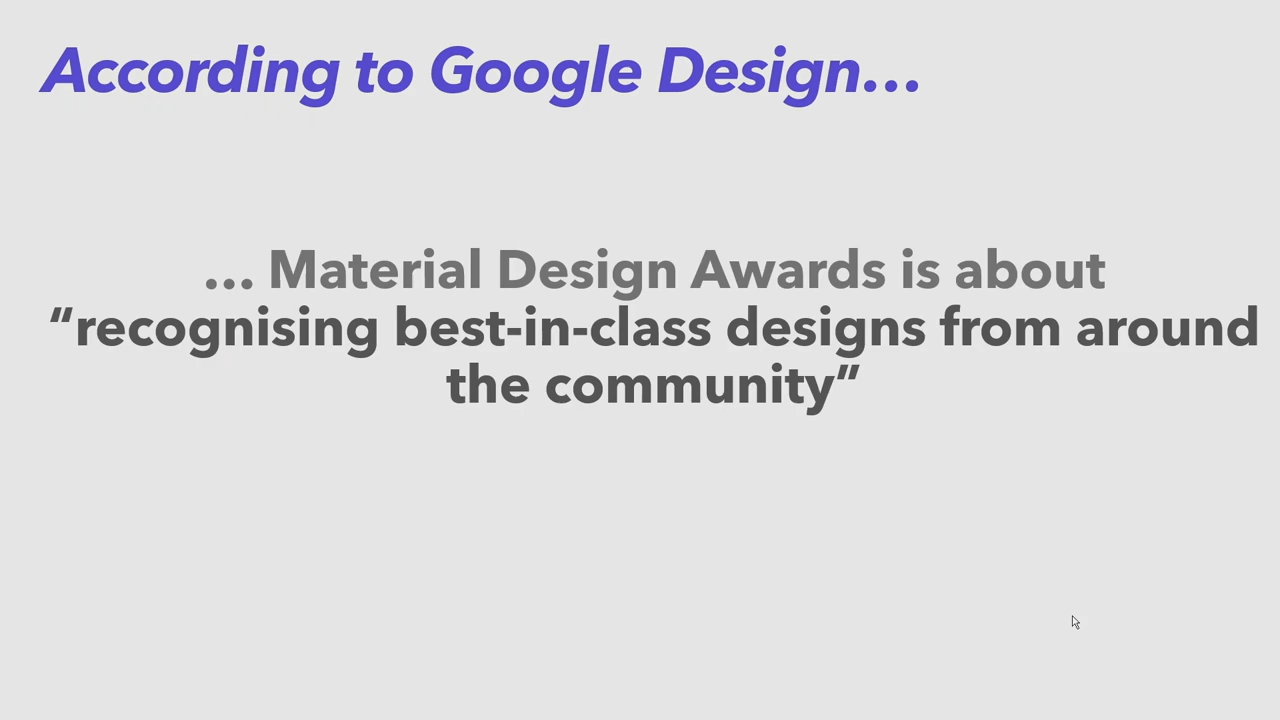 According to Google Design...
... Material Design Awards is about
“recognising best-in-class designs from around
the community”